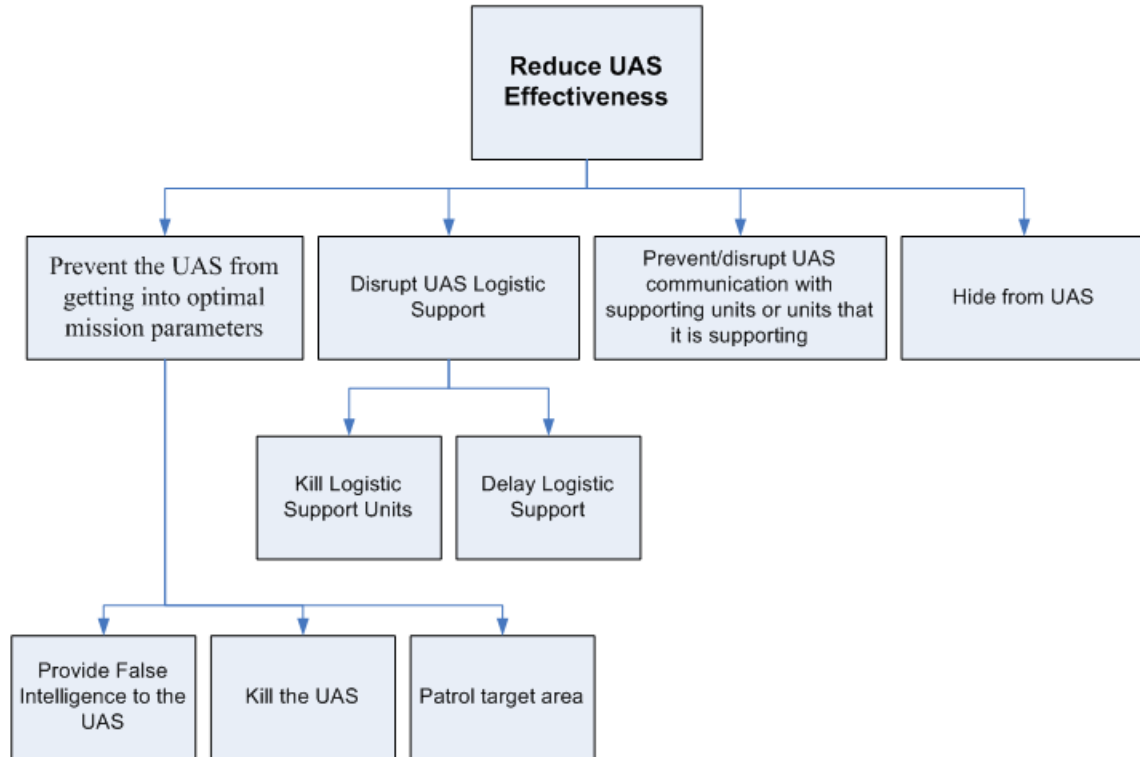 Reduce UAS
Effectiveness
Prevent the UAS from
getting into optimal
mission parameters
Disrupt UAS Logistic
Support
Prevent/disrupt UAS
communication with
supporting units or units that
it is supporting
Hide from UAS
Kill Logistic
Support Units
Delay Logistic
Support
Provide False
Intelligence to the
UAS
Kill the UAS
Patrol target area